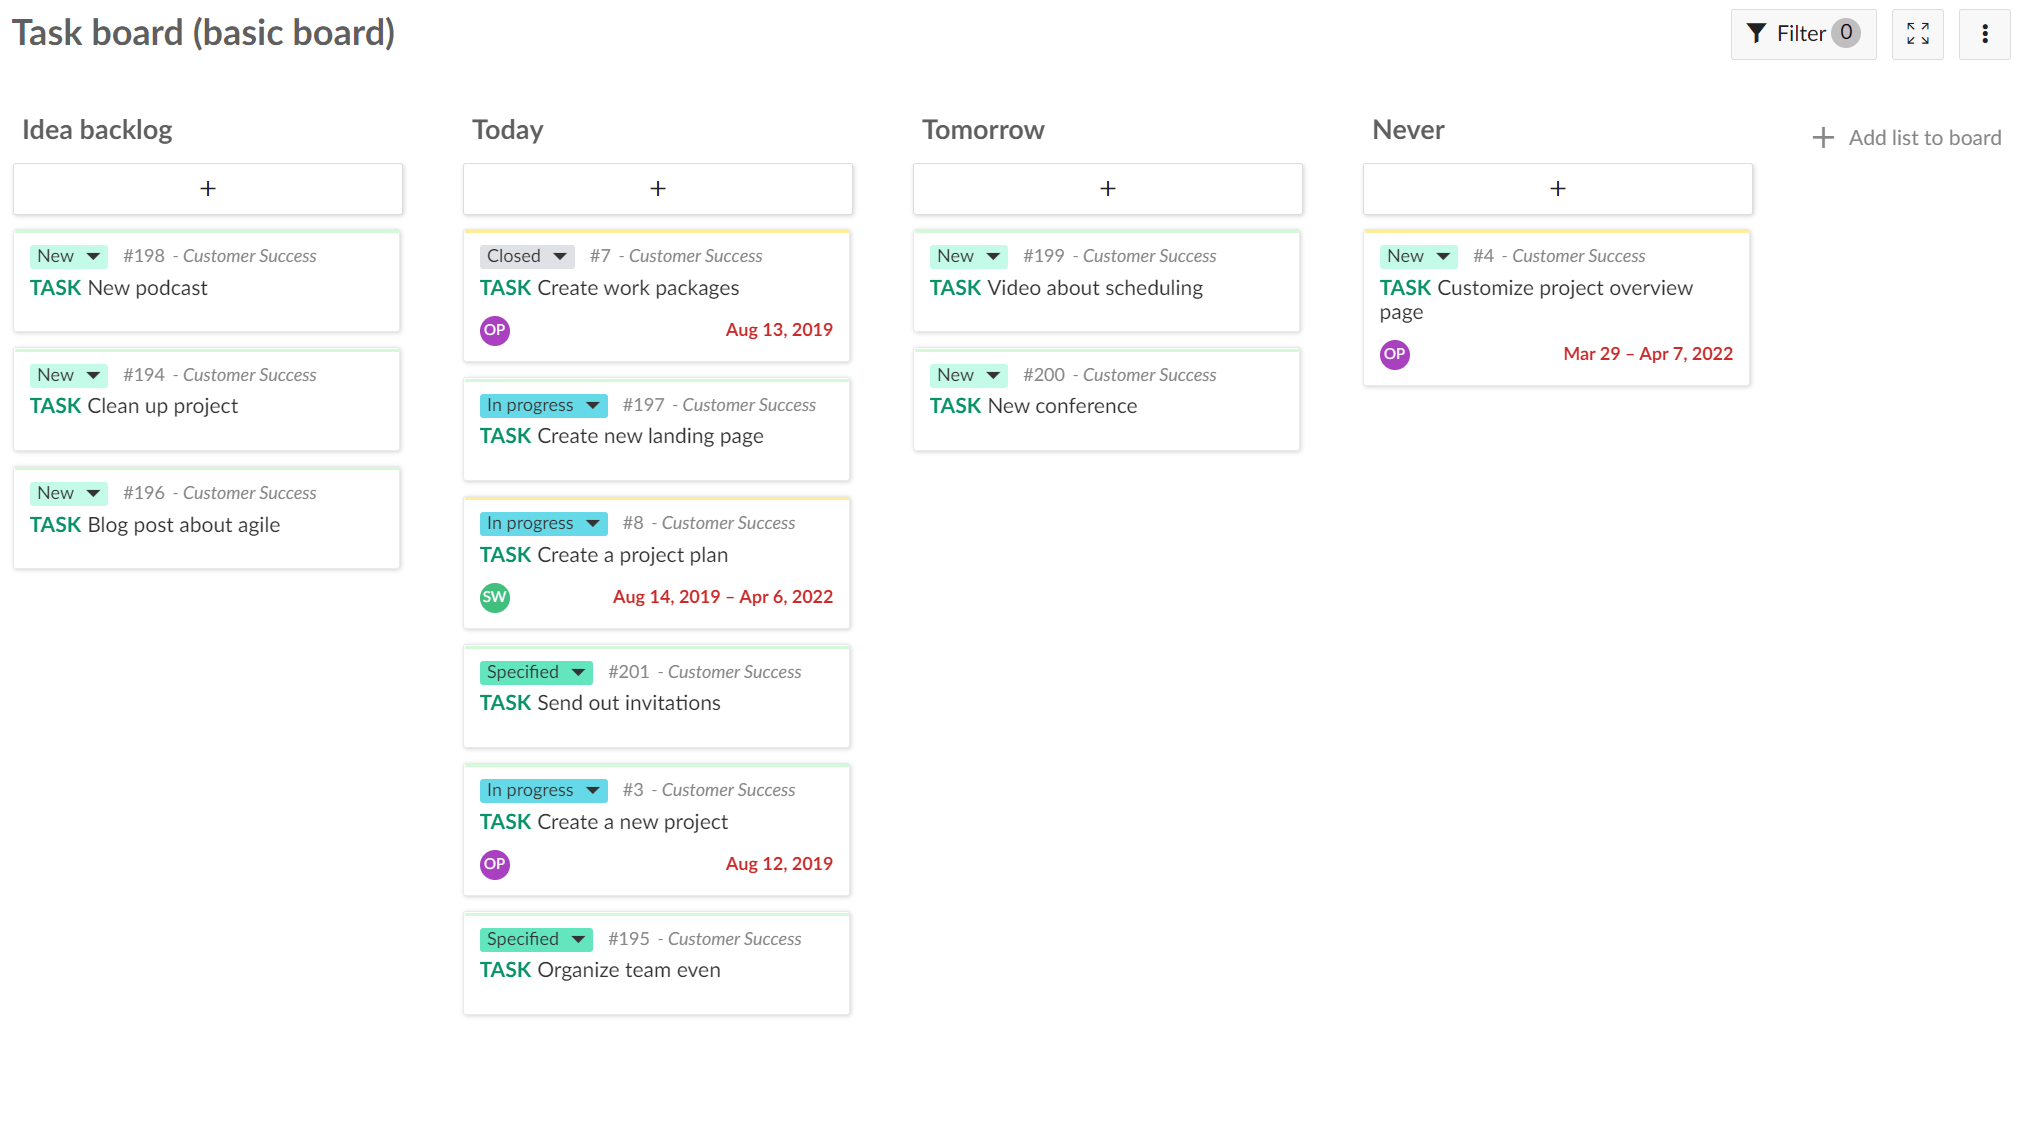 Task board (basic board)
Filter 0
Idea backlog
+
New #198 - Customer Success
TASK New podcast
New #194 - Customer Success
TASK Clean up project
New #196 - Customer Success
TASK Blog post about agile
Today
+
Closed #7 - Customer Success
TASK Create work packages
OP Aug 13, 2019
In progress #197 - Customer Success
TASK Create new landing page
In progress #8 - Customer Success
TASK Create a project plan
SW Aug 14, 2019 – Apr 6, 2022
Specified #201 - Customer Success
TASK Send out invitations
In progress #3 - Customer Success
TASK Create a new project
OP Aug 12, 2019
Specified #195 - Customer Success
TASK Organize team even
Tomorrow
+
New #199 - Customer Success
TASK Video about scheduling
New #200 - Customer Success
TASK New conference
Never
+
New #4 - Customer Success
TASK Customize project overview
page
OP Mar 29 – Apr 7, 2022
+ Add list to board